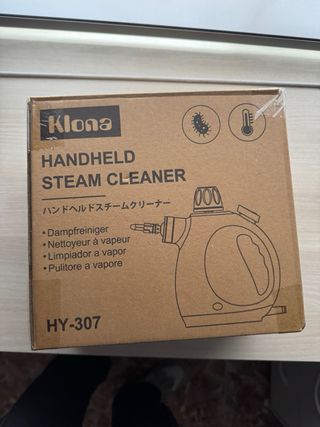 Klona
HANDHELD
STEAM CLEANER
ハンドヘルドスチームクリーナー
•Dampfreiniger
•Nettoyeur à vapeur
•Limpiador a vapor
•Pulitore a vapore
HY-307